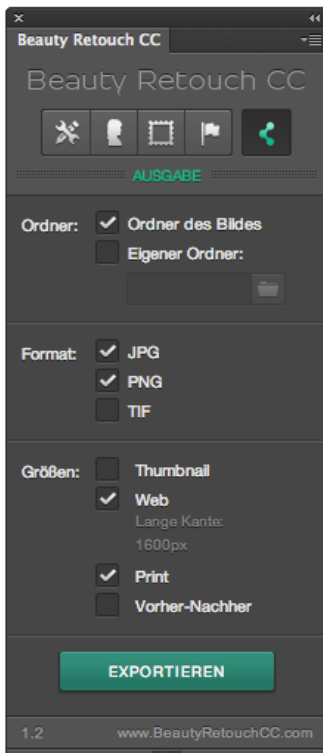 Beauty Retouch CC
Beauty Retouch CC
AUSGABE
Ordner: Ordner des Bildes
Eigener Ordner:
Format: JPG
PNG
TIF
Größen: Thumbnail
Web
Lange Kante:
1600px
Print
Vorher-Nachher
EXPORTIEREN
1.2 www.BeautyRetouchCC.com